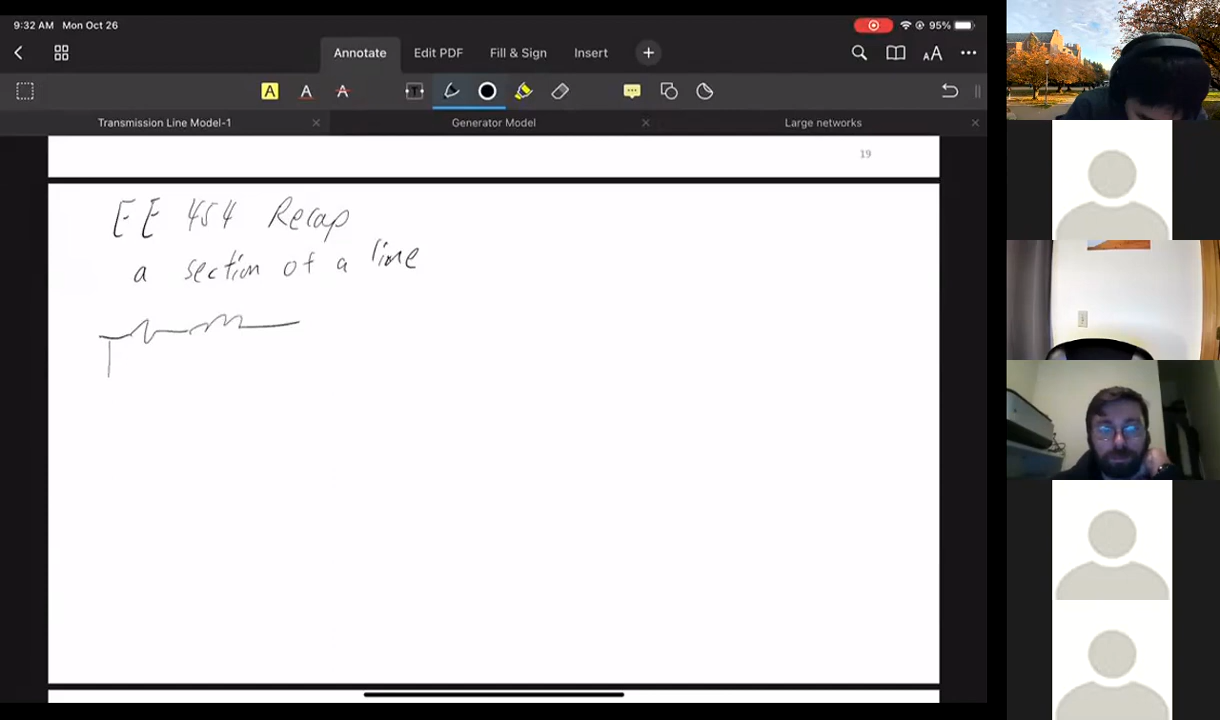 9:32 AM Mon Oct 26
95%
Annotate Edit PDF Fill & Sign Insert
AA
A A A T
Transmission Line Model-1 Generator Model Large networks
19
EE 454 Recap
a section of a line